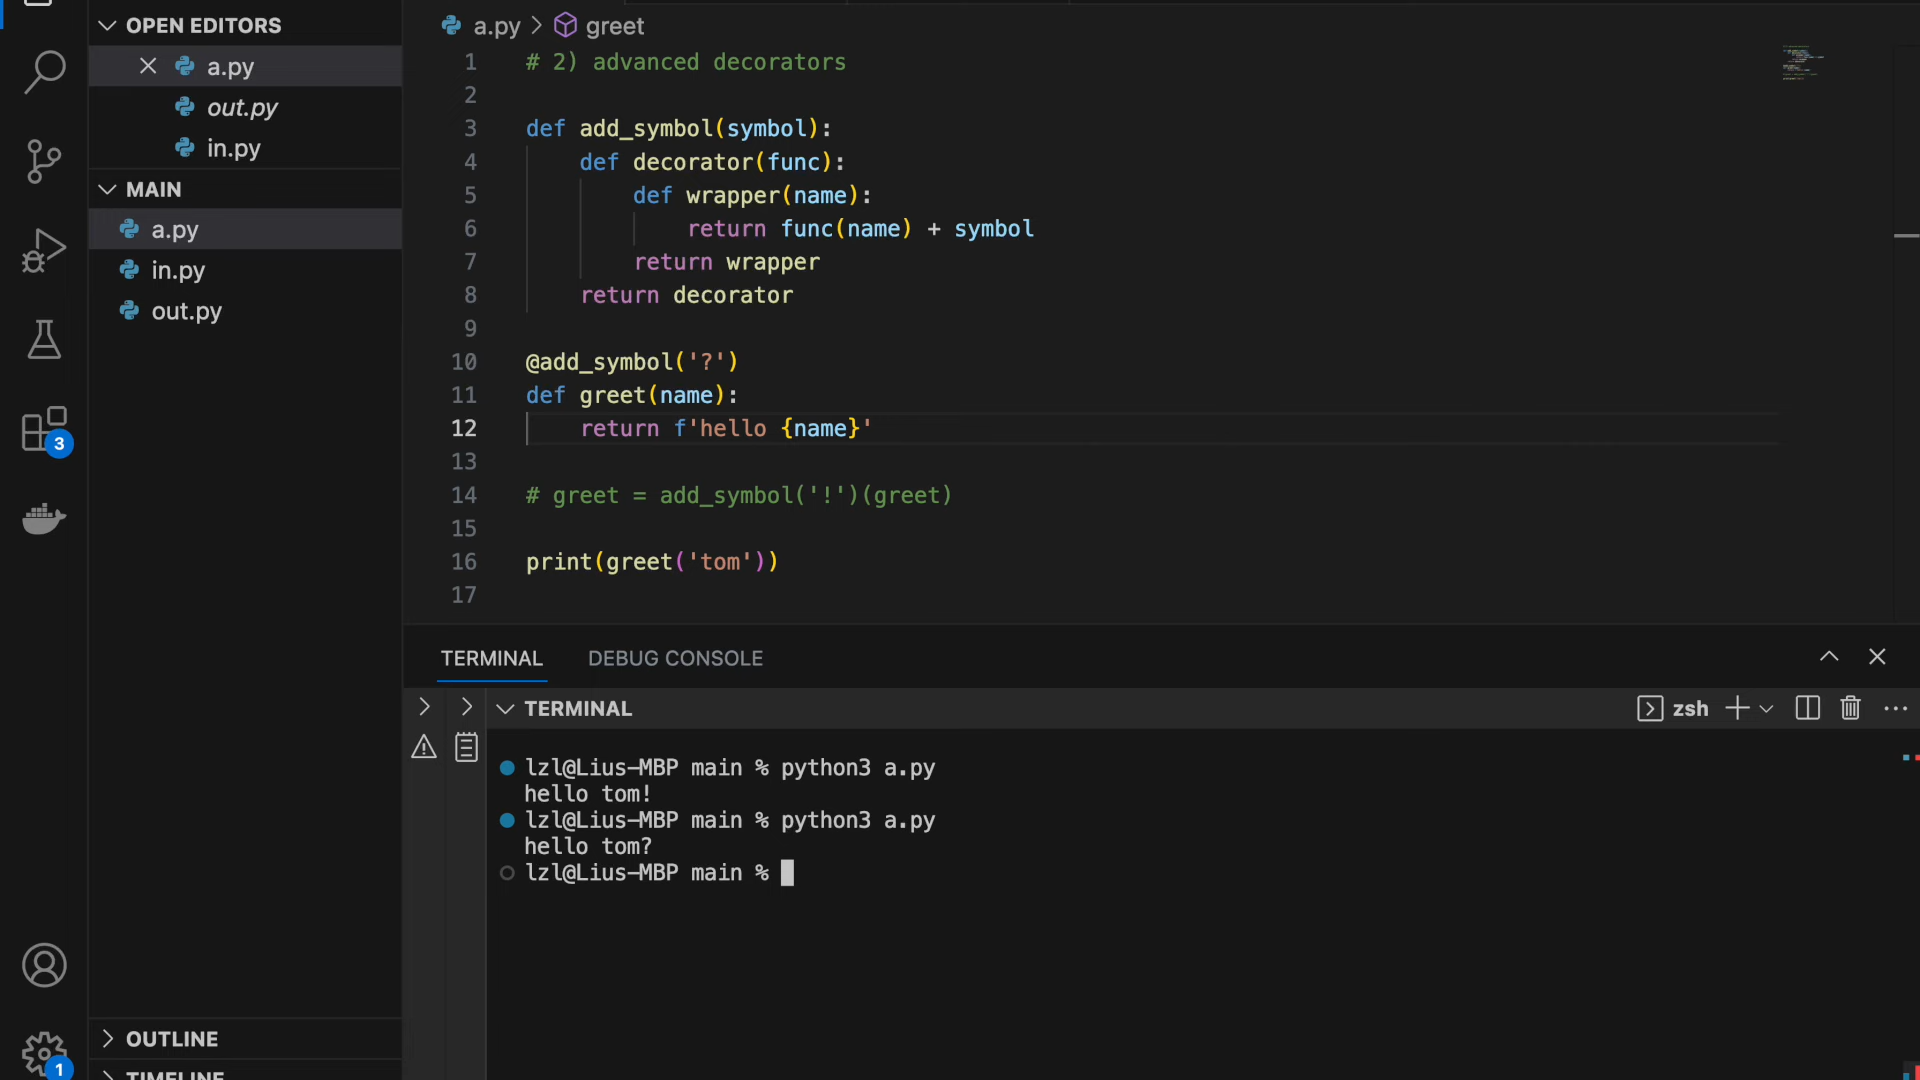 OPEN EDITORS
a.py
out.py
in.py
MAIN
a.py
in.py
out.py
3
OUTLINE
TIMELINE
1
a.py > greet
1 # 2) advanced decorators
2
3 def add_symbol(symbol):
4     def decorator(func):
5         def wrapper(name):
6             return func(name) + symbol
7         return wrapper
8     return decorator
9
10 @add_symbol('?')
11 def greet(name):
12     return f'hello {name}'
13
14 # greet = add_symbol('!')(greet)
15
16 print(greet('tom'))
17
TERMINAL DEBUG CONSOLE
TERMINAL
zsh
lzl@Lius-MBP main % python3 a.py
hello tom!
lzl@Lius-MBP main % python3 a.py
hello tom?
lzl@Lius-MBP main %